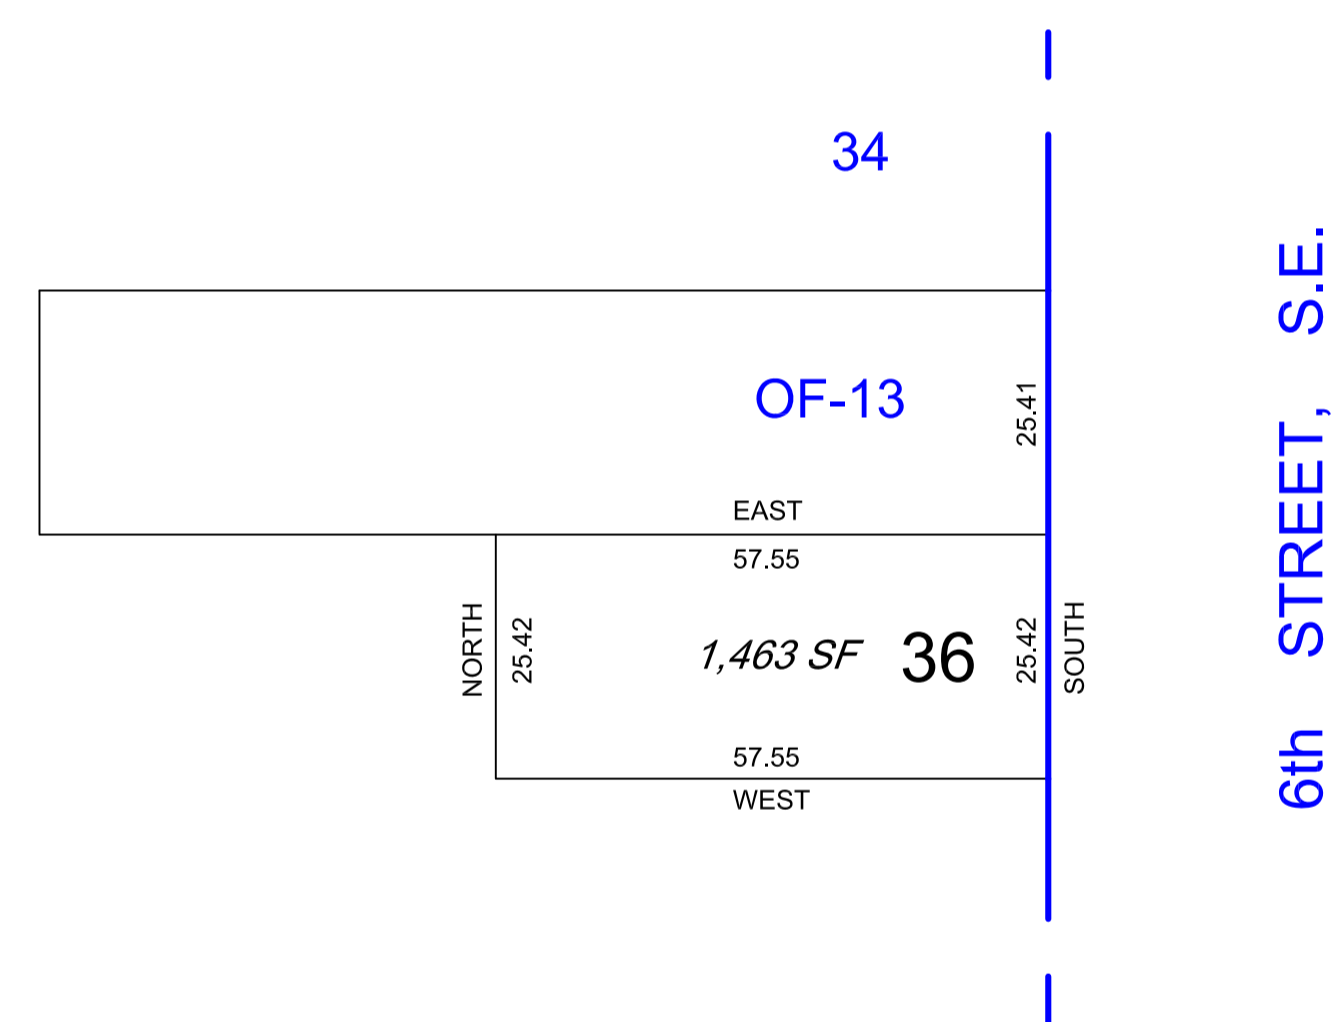 34
OF-13
25.41
EAST
57.55
NORTH
25.42
1,463 SF
36
25.42
SOUTH
57.55
WEST
6th STREET, S.E.